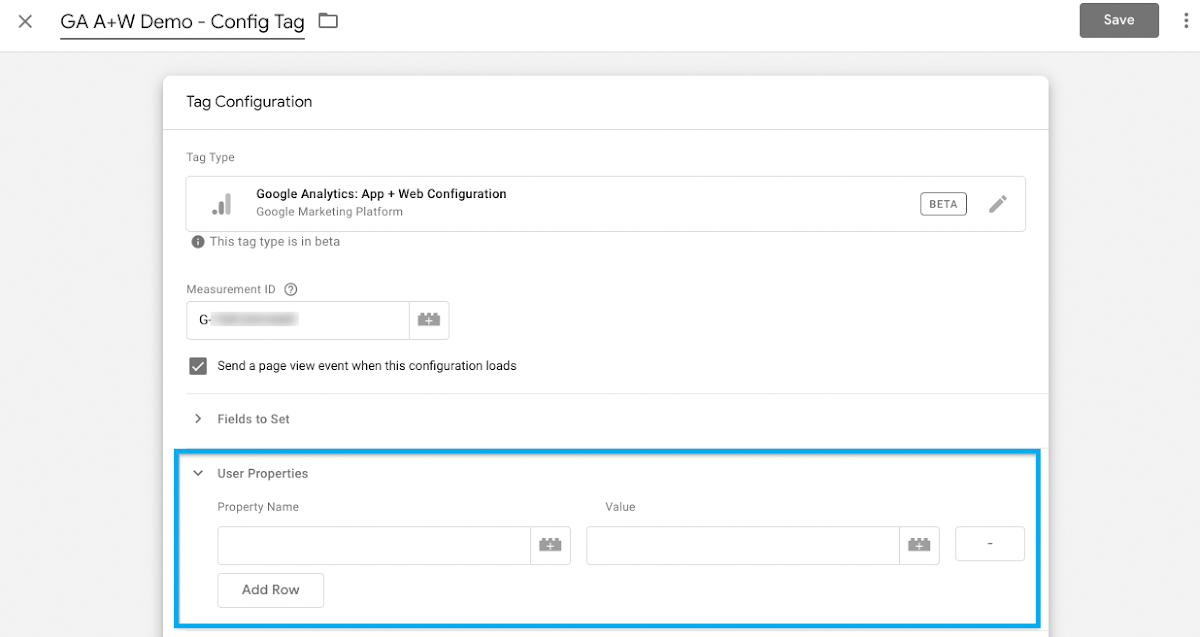 GA A+W Demo - Config Tag
Save
Tag Configuration
Tag Type
Google Analytics: App + Web Configuration
Google Marketing Platform
BETA
This tag type is in beta
Measurement ID
G-
Send a page view event when this configuration loads
Fields to Set
User Properties
Property Name Value
-
Add Row